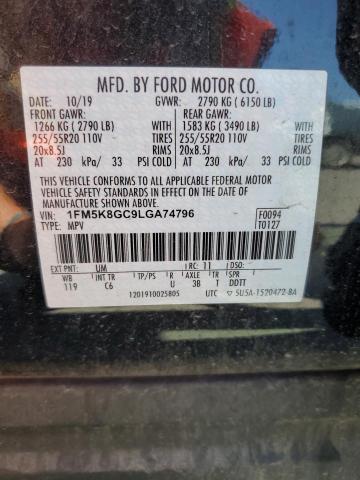 MFD. BY FORD MOTOR CO.
DATE: 10/19 GVWR: 2790 KG ( 6150 LB)
FRONT GAWR: REAR GAWR:
1266 KG ( 2790 LB) WITH 1583 KG ( 3490 LB) WITH
255/55R20 110V TIRES 255/55R20 110V TIRES
20x8.5J RIMS 20x8.5J RIMS
AT 230 kPa/ 33 PSI COLD AT 230 kPa/ 33 PSI COLD
THIS VEHICLE CONFORMS TO ALL APPLICABLE FEDERAL MOTOR
VEHICLE SAFETY, BUMPER, AND THEFT PREVENTION STANDARDS IN
EFFECT ON THE DATE OF MANUFACTURE SHOWN ABOVE.
VIN: 1FM5K8GC9LGA74796 F0094
TYPE: MPV T0127
EXT PNT: UM RC: 11 DSO:
WB INT TR TP/PS R AXLE TR SPR
119 C6 U 3B T DDTT
1201910025805 UTC ▽ 5U5A-1520472-BA